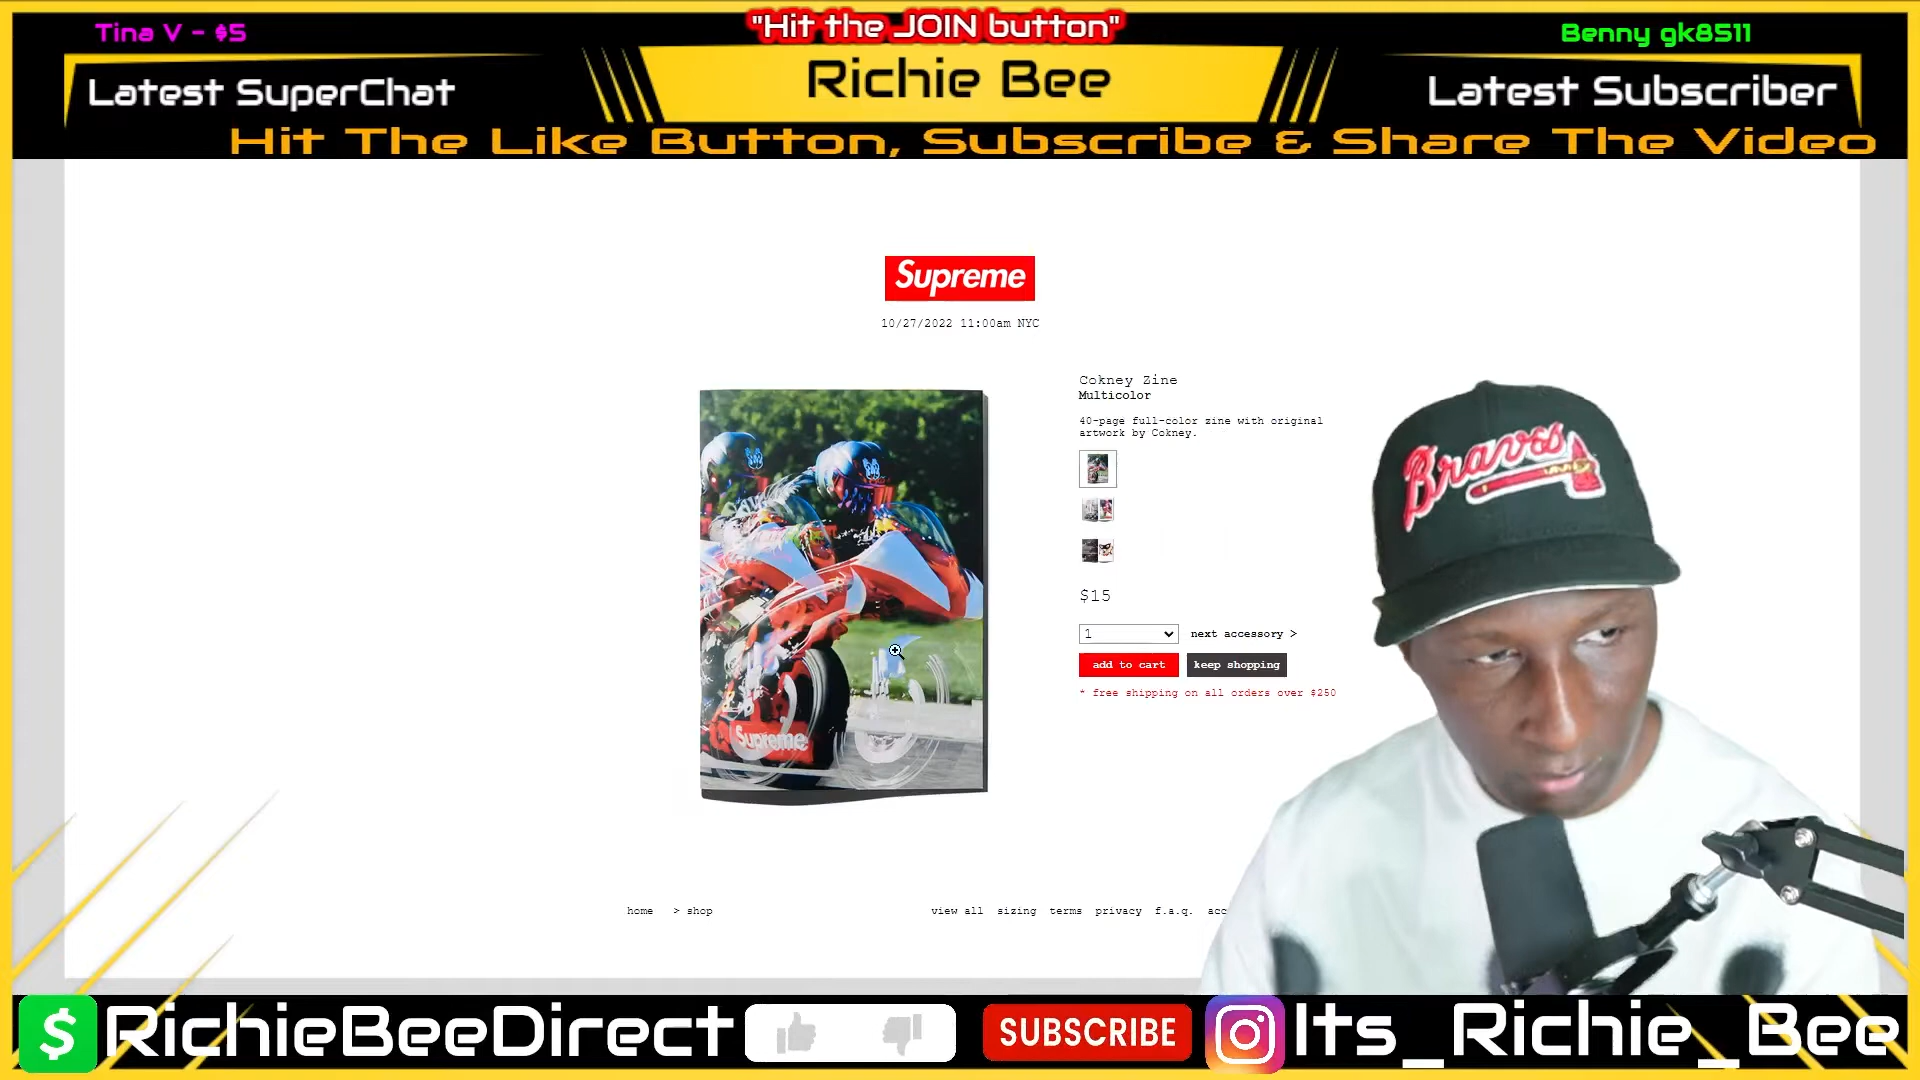 Tina V - $5
"Hit the JOIN button"
Benny gk8511
Latest SuperChat
Richie Bee
Latest Subscriber
Hit The Like Button, Subscribe & Share The Video
Supreme
10/27/2022 11:00am NYC
Cokney Zine
Multicolor
40-page full-color zine with original
artwork by Cokney.
$15
1
next accessory >
add to cart
keep shopping
* free shipping on all orders over $250
Supreme
Braves
home > shop
view all sizing terms privacy f.a.q.
$ RichieBeeDirect
SUBSCRIBE
Its_Richie_Bee